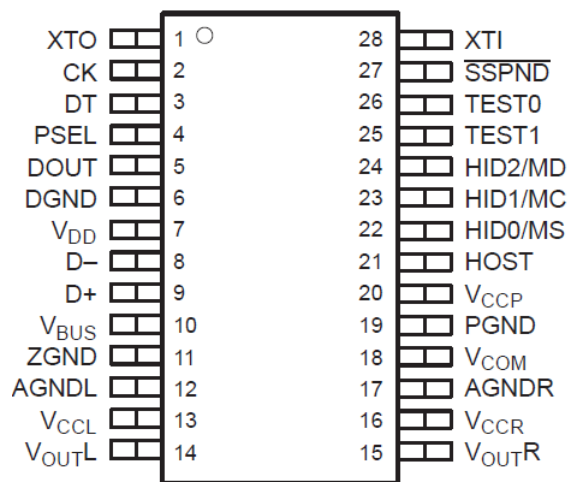 XTO 1 28 XTI
CK 2 27 SSPND
DT 3 26 TEST0
PSEL 4 25 TEST1
DOUT 5 24 HID2/MD
DGND 6 23 HID1/MC
VDD 7 22 HID0/MS
D– 8 21 HOST
D+ 9 20 VCCP
VBUS 10 19 PGND
ZGND 11 18 VCOM
AGNDL 12 17 AGNDR
VCCL 13 16 VCCR
VOUTL 14 15 VOUTR